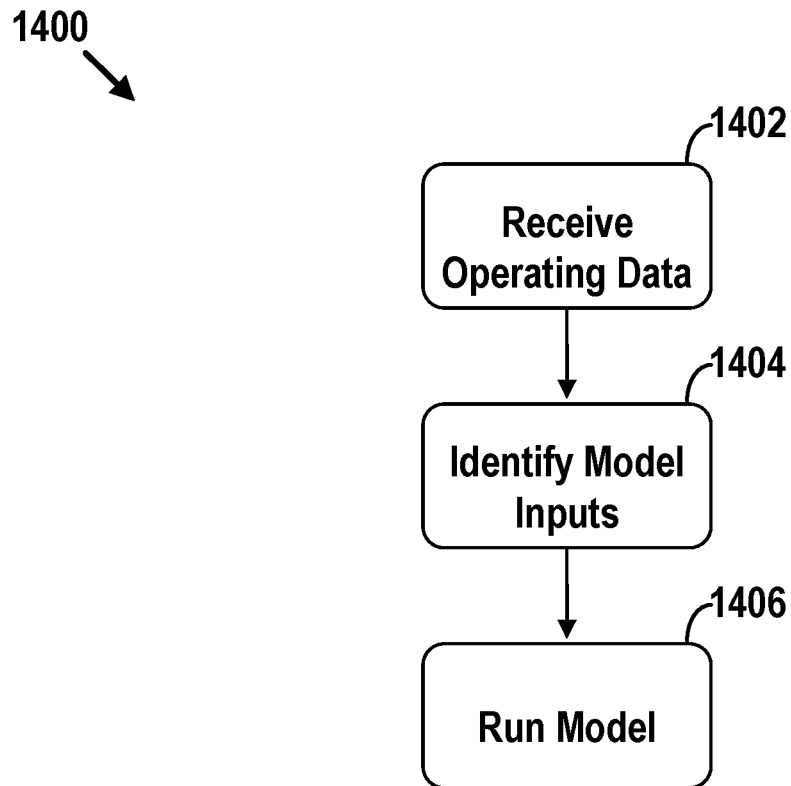 1400
1402
Receive
Operating Data
1404
Identify Model
Inputs
1406
Run Model